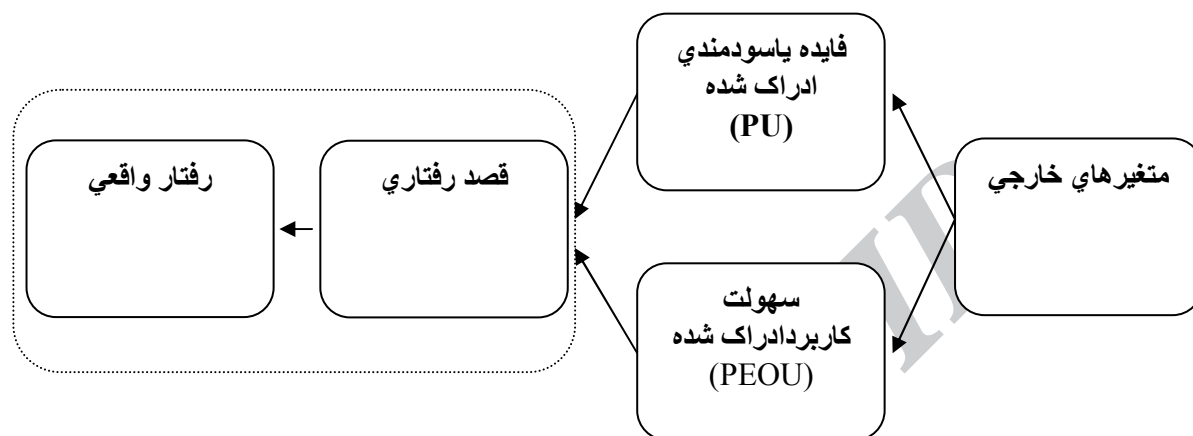 متغيرهاي خارجي
فايده ياسودمندي
ادراک شده
(PU)
سهولت
کاربردادراک شده
(PEOU)
قصد رفتاري
رفتار واقعي